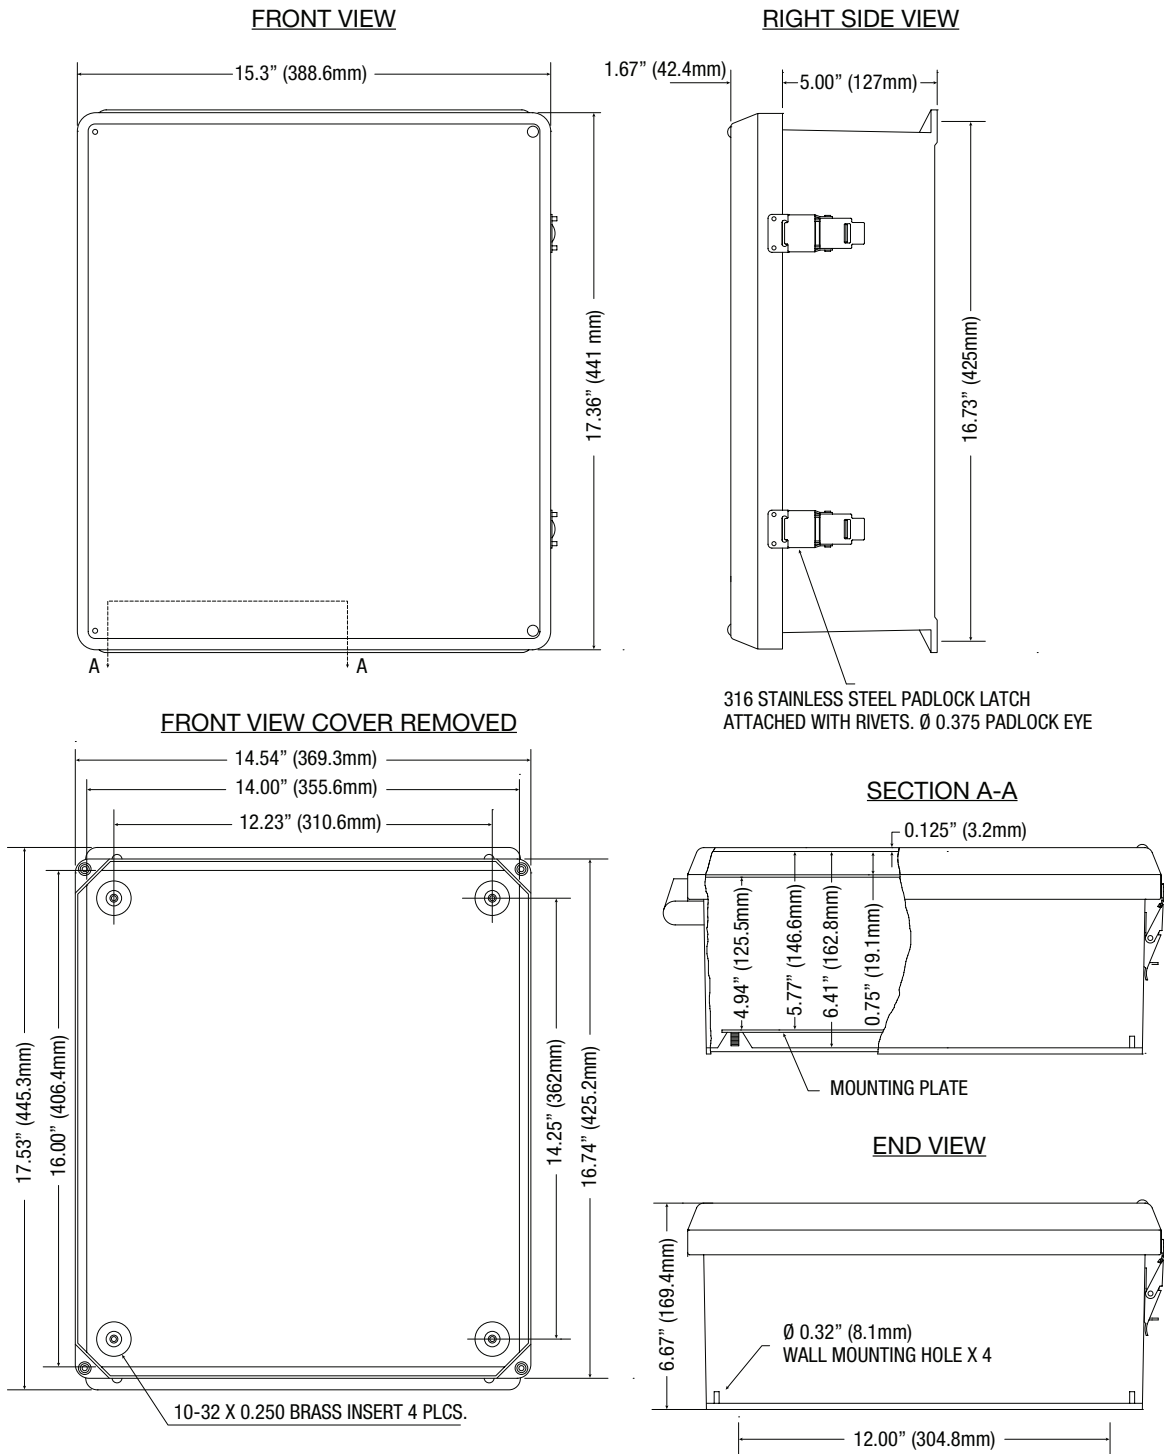 FRONT VIEW
15.3” (388.6mm)
17.36” (441 mm)
A
A
RIGHT SIDE VIEW
1.67” (42.4mm)
5.00” (127mm)
16.73” (425mm)
316 STAINLESS STEEL PADLOCK LATCH
ATTACHED WITH RIVETS. Ø 0.375 PADLOCK EYE
FRONT VIEW COVER REMOVED
14.54” (369.3mm)
14.00” (355.6mm)
12.23” (310.6mm)
17.53” (445.3mm)
16.00” (406.4mm)
14.25” (362mm)
16.74” (425.2mm)
10-32 X 0.250 BRASS INSERT 4 PLCS.
SECTION A-A
0.125” (3.2mm)
4.94” (125.5mm)
5.77” (146.6mm)
6.41” (162.8mm)
0.75” (19.1mm)
MOUNTING PLATE
END VIEW
6.67” (169.4mm)
Ø 0.32” (8.1mm)
WALL MOUNTING HOLE X 4
12.00” (304.8mm)